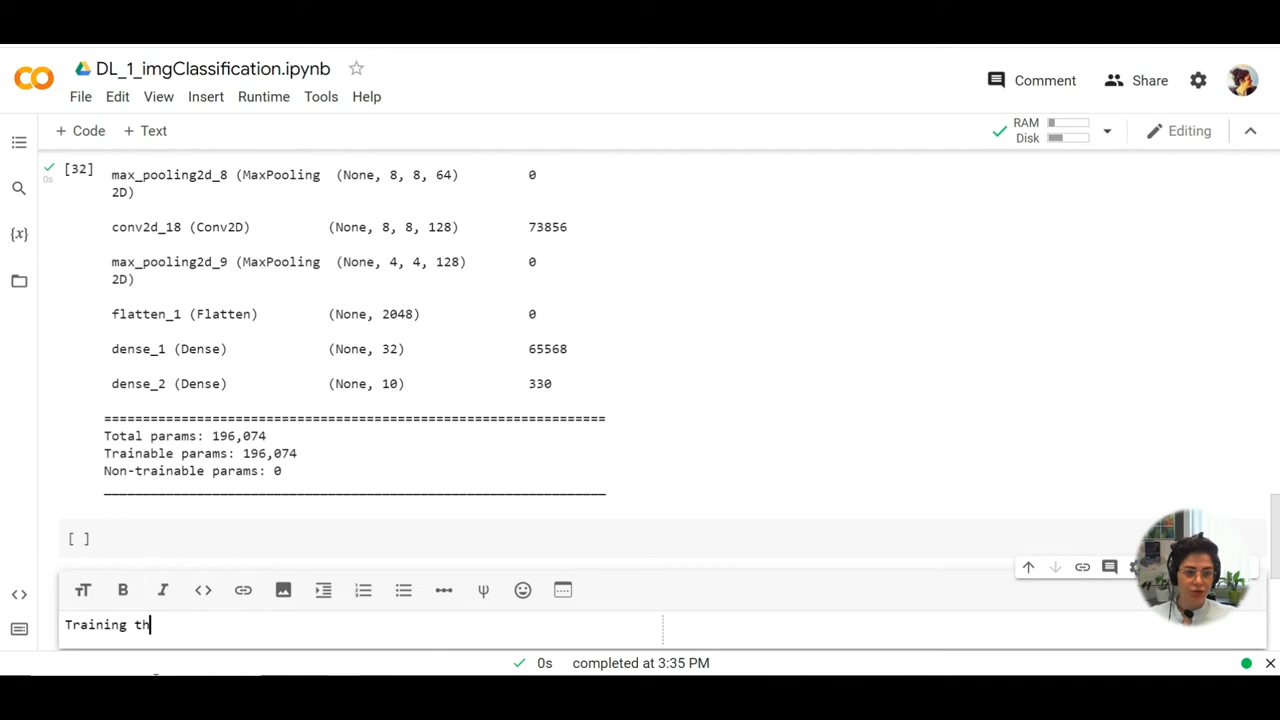 DL_1_imgClassification.ipynb
Comment
Share
File Edit View Insert Runtime Tools Help
+ Code + Text
RAM
Disk
Editing
[32]
0s
max_pooling2d_8 (MaxPooling (None, 8, 8, 64) 0
2D)
conv2d_18 (Conv2D) (None, 8, 8, 128) 73856
max_pooling2d_9 (MaxPooling (None, 4, 4, 128) 0
2D)
flatten_1 (Flatten) (None, 2048) 0
dense_1 (Dense) (None, 32) 65568
dense_2 (Dense) (None, 10) 330
=================================================================
Total params: 196,074
Trainable params: 196,074
Non-trainable params: 0
_________________________________________________________________
[ ]
Training th
0s completed at 3:35 PM